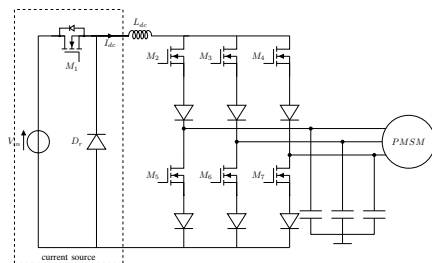 L_dc
I_dc
M_1
M_2
M_3
M_4
V_in
D_r
PMSM
M_5
M_6
M_7
current source